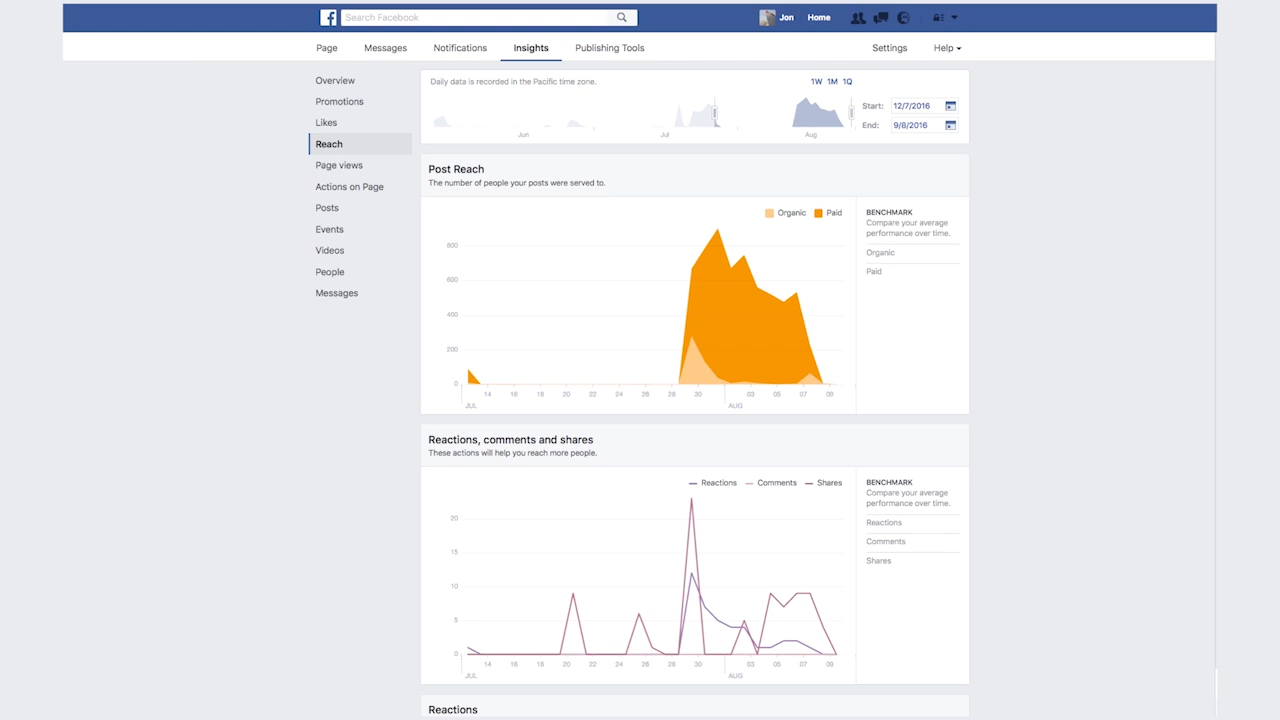 f Search Facebook
Jon Home
Page Messages Notifications Insights Publishing Tools Settings Help
Overview
Promotions
Likes
Reach
Page views
Actions on Page
Posts
Events
Videos
People
Messages
Daily data is recorded in the Pacific time zone.
1W 1M 1Q
Start: 12/7/2016
End: 9/8/2016
Jun Jul Aug
Post Reach
The number of people your posts were served to.
Organic Paid
800
600
400
200
0
14 16 18 20 22 24 26 28 30 03 05 07 09
JUL AUG
BENCHMARK
Compare your average
performance over time.
Organic
Paid
Reactions, comments and shares
These actions will help you reach more people.
Reactions Comments Shares
20
15
10
5
0
14 16 18 20 22 24 26 28 30 03 05 07 09
JUL AUG
BENCHMARK
Compare your average
performance over time.
Reactions
Comments
Shares
Reactions